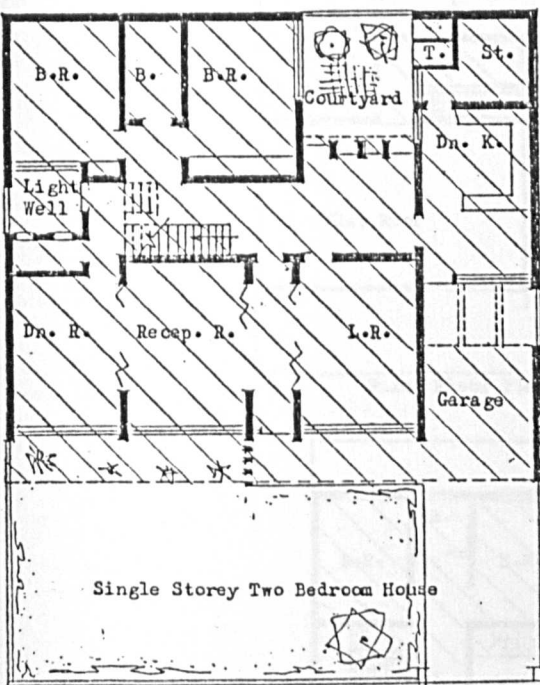 B.R. B. B.R. T. St.
Courtyard
Dn. K.
Light
Well
Dn. R. Recep. R. L.R.
Garage
Single Storey Two Bedroom House